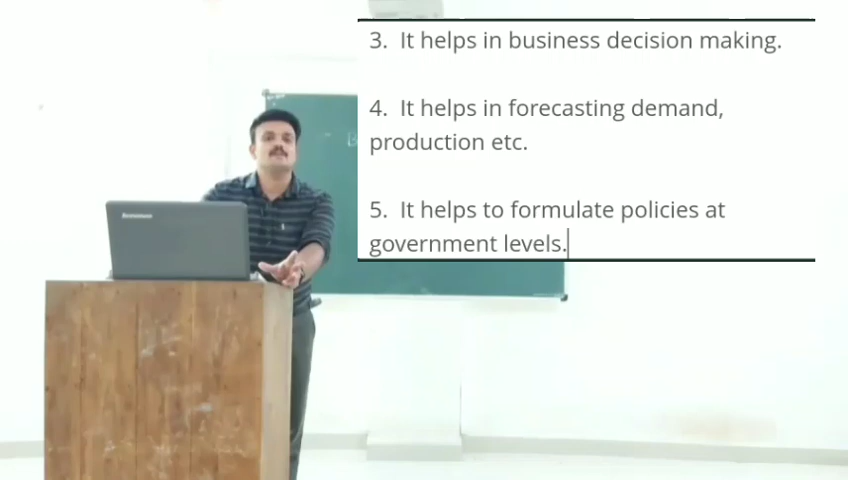 3. It helps in business decision making.
4. It helps in forecasting demand,
production etc.
5. It helps to formulate policies at
government levels.